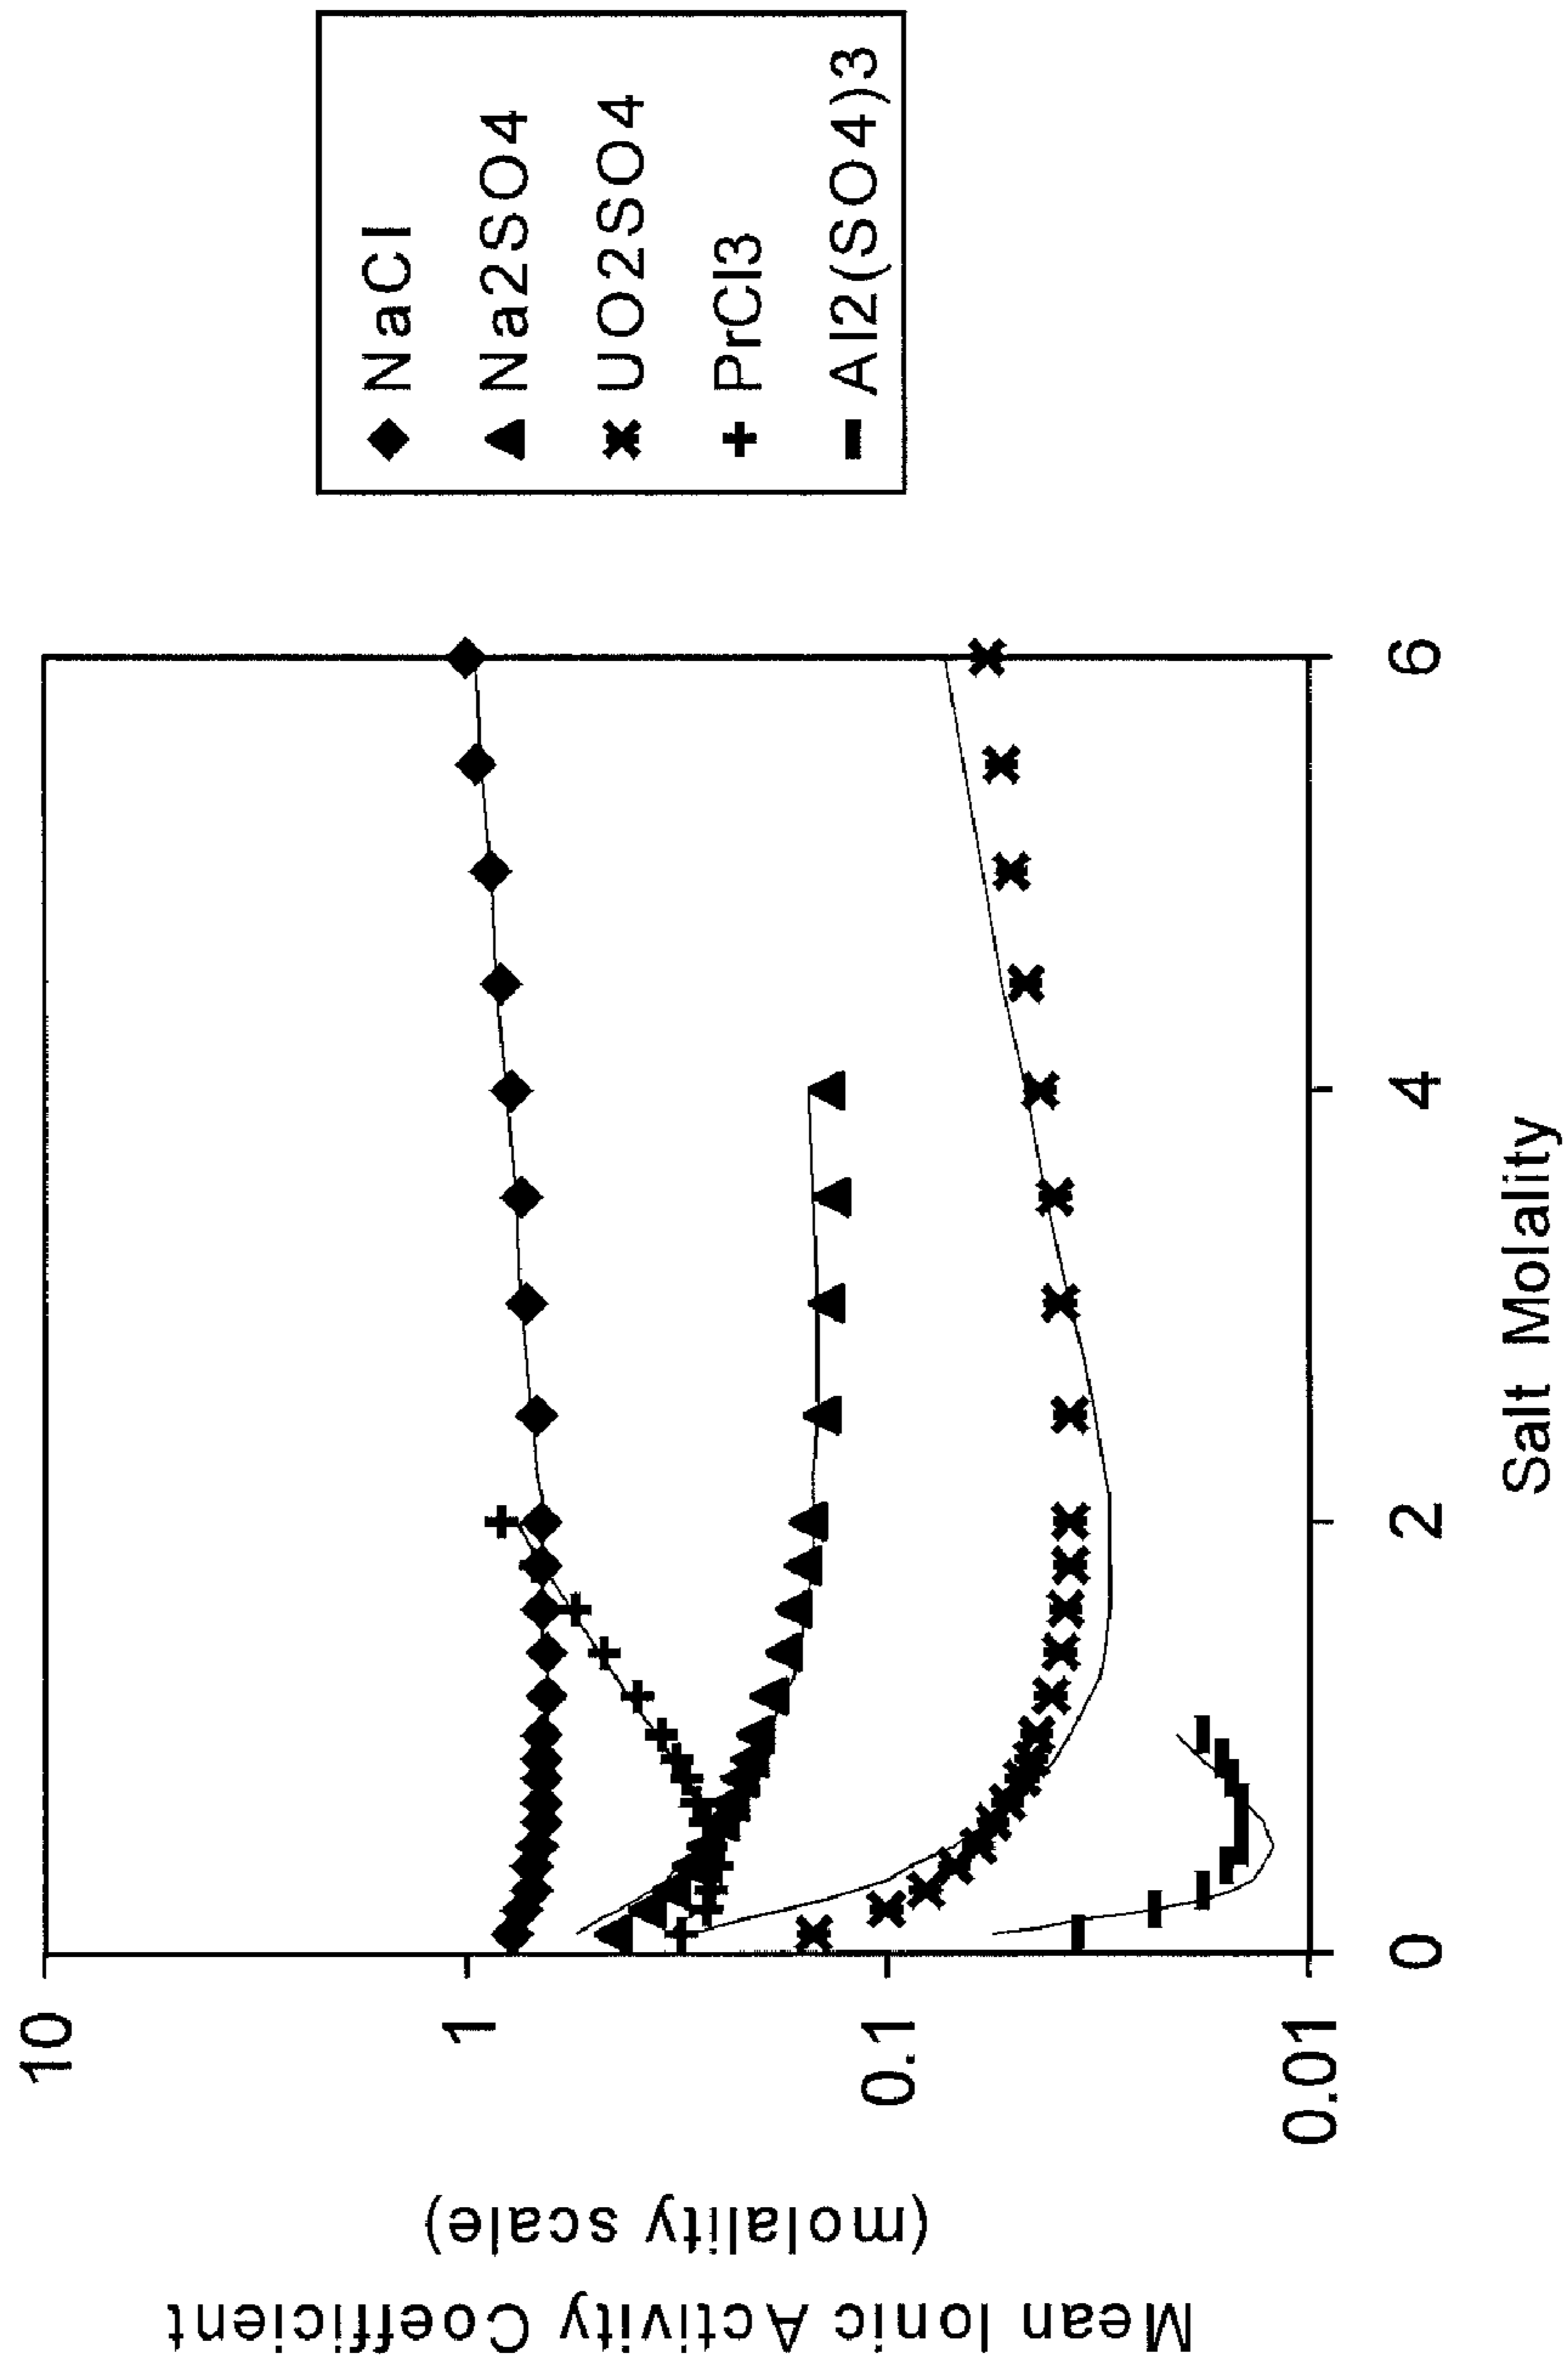 Mean Ionic Activity Coefficient
(molality scale)
10
1
0.1
0.01
0
2
4
6
Salt Molality
NaCl
Na2SO4
UO2SO4
PrCl3
Al2(SO4)3